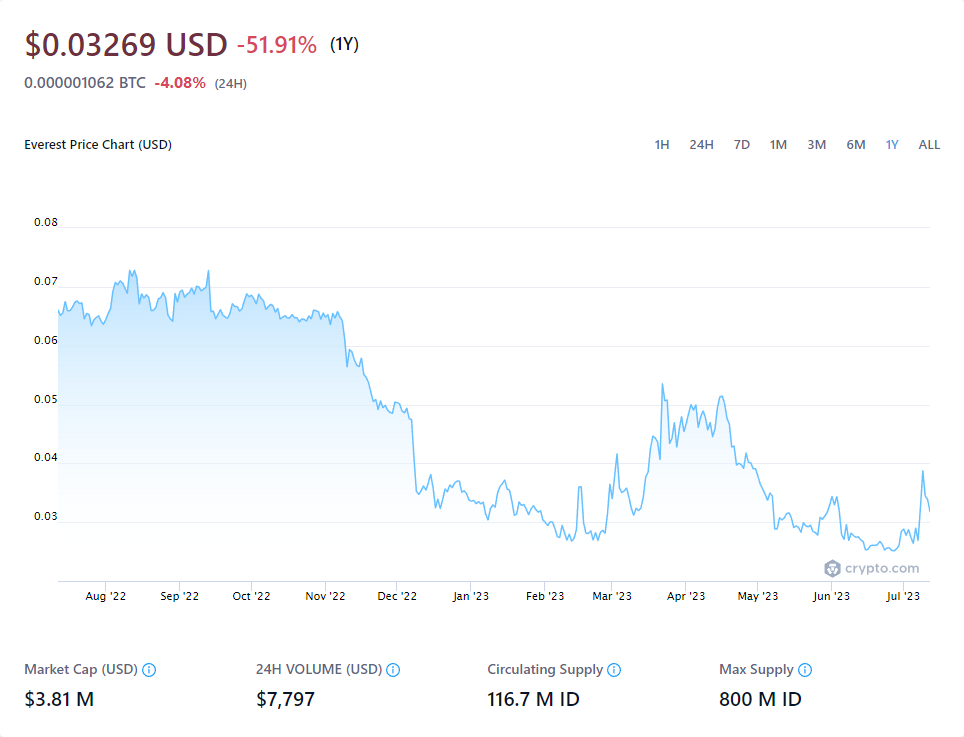 $0.03269 USD -51.91% (1Y)
0.000001062 BTC -4.08% (24H)
Everest Price Chart (USD) 1H 24H 7D 1M 3M 6M 1Y ALL
0.08
0.07
0.06
0.05
0.04
0.03
crypto.com
Aug '22 Sep '22 Oct '22 Nov '22 Dec '22 Jan '23 Feb '23 Mar '23 Apr '23 May '23 Jun '23 Jul '23
Market Cap (USD) 24H VOLUME (USD) Circulating Supply Max Supply
$3.81 M $7,797 116.7 M ID 800 M ID